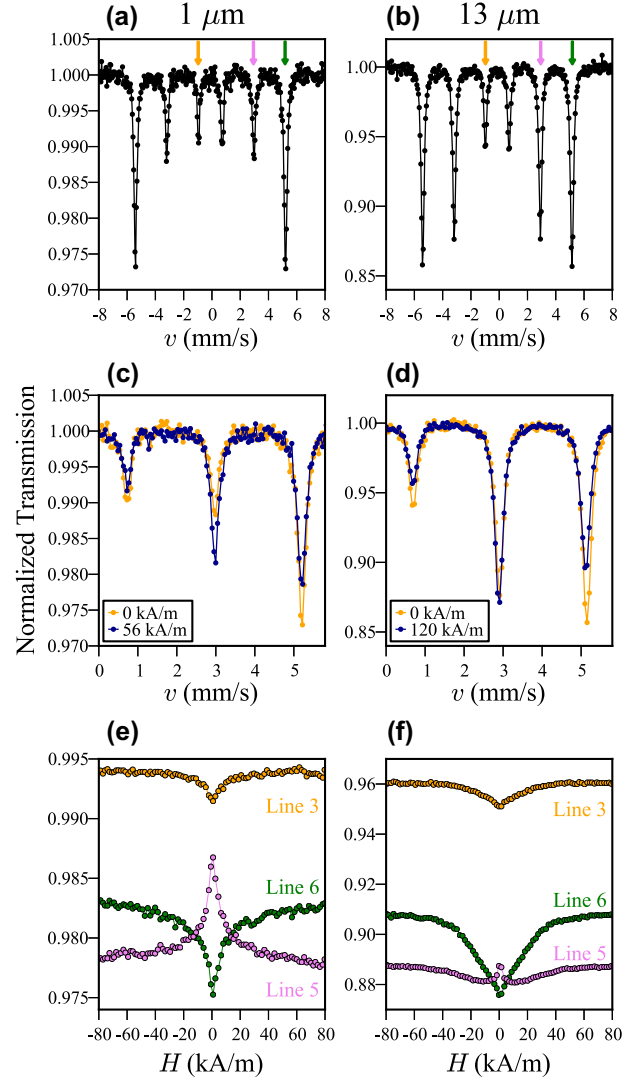 1 μm
13 μm
(a)
(b)
1.005
1.000
0.995
0.990
0.985
0.980
0.975
0.970
-8 -6 -4 -2 0 2 4 6 8
v (mm/s)
1.00
0.95
0.90
0.85
-8 -6 -4 -2 0 2 4 6 8
v (mm/s)
Normalized Transmission
(c)
(d)
1.005
1.000
0.995
0.990
0.985
0.980
0.975
0.970
0 kA/m
56 kA/m
0 1 2 3 4 5
v (mm/s)
1.00
0.95
0.90
0.85
0 kA/m
120 kA/m
0 1 2 3 4 5
v (mm/s)
(e)
(f)
0.995
0.990
0.985
0.980
0.975
Line 3
Line 6
Line 5
-80 -60 -40 -20 0 20 40 60 80
H (kA/m)
0.96
0.94
0.92
0.90
0.88
Line 3
Line 6
Line 5
-80 -60 -40 -20 0 20 40 60 80
H (kA/m)